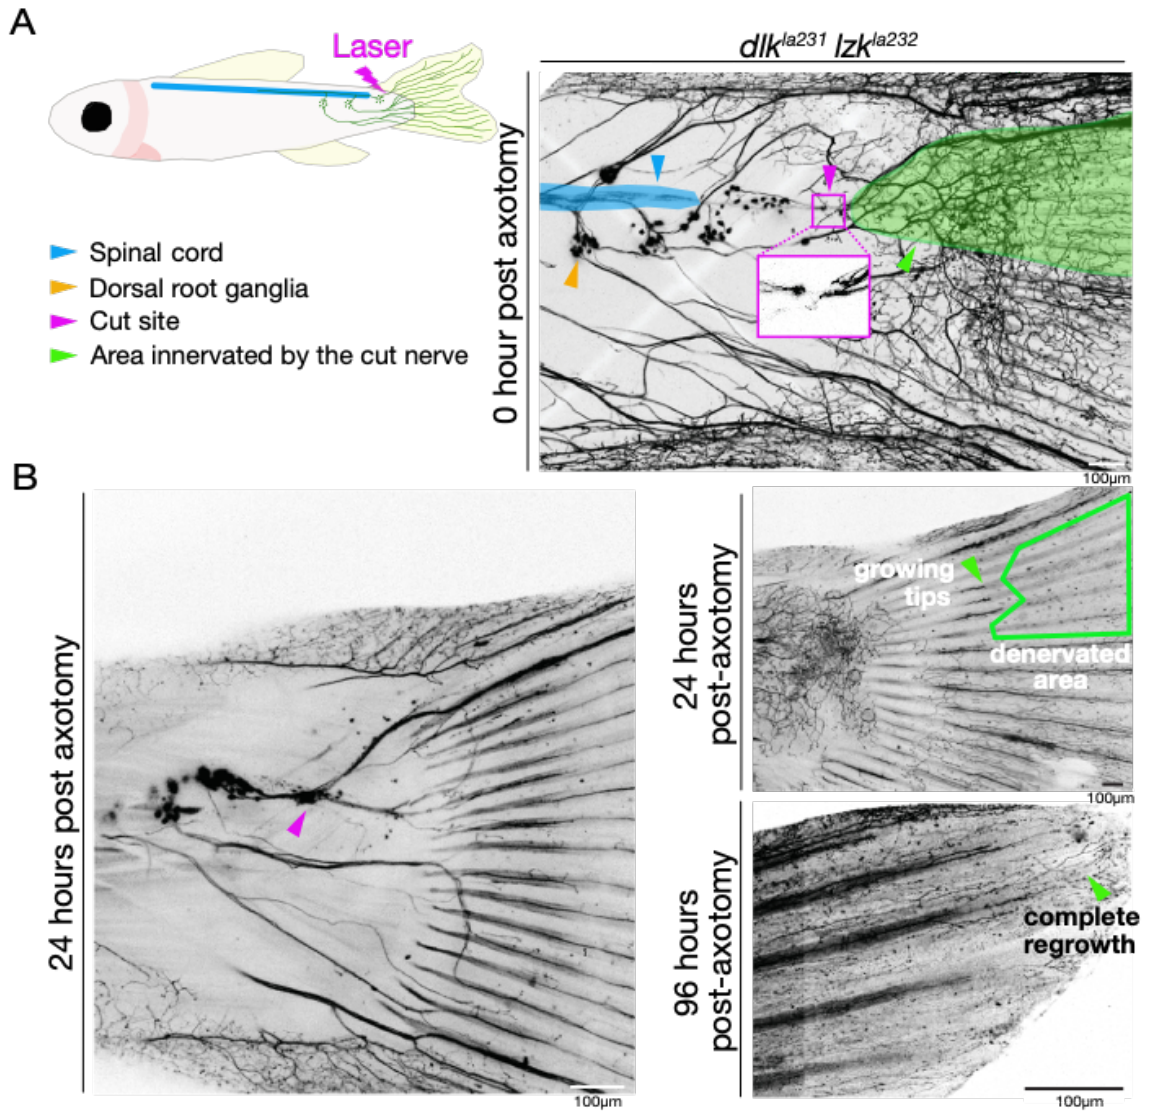 A
Laser
dlk^la231 lzk^la232
0 hour post axotomy
Spinal cord
Dorsal root ganglia
Cut site
Area innervated by the cut nerve
100µm
B
24 hours post axotomy
100µm
24 hours
post-axotomy
growing
tips
denervated
area
100µm
96 hours
post-axotomy
complete
regrowth
100µm